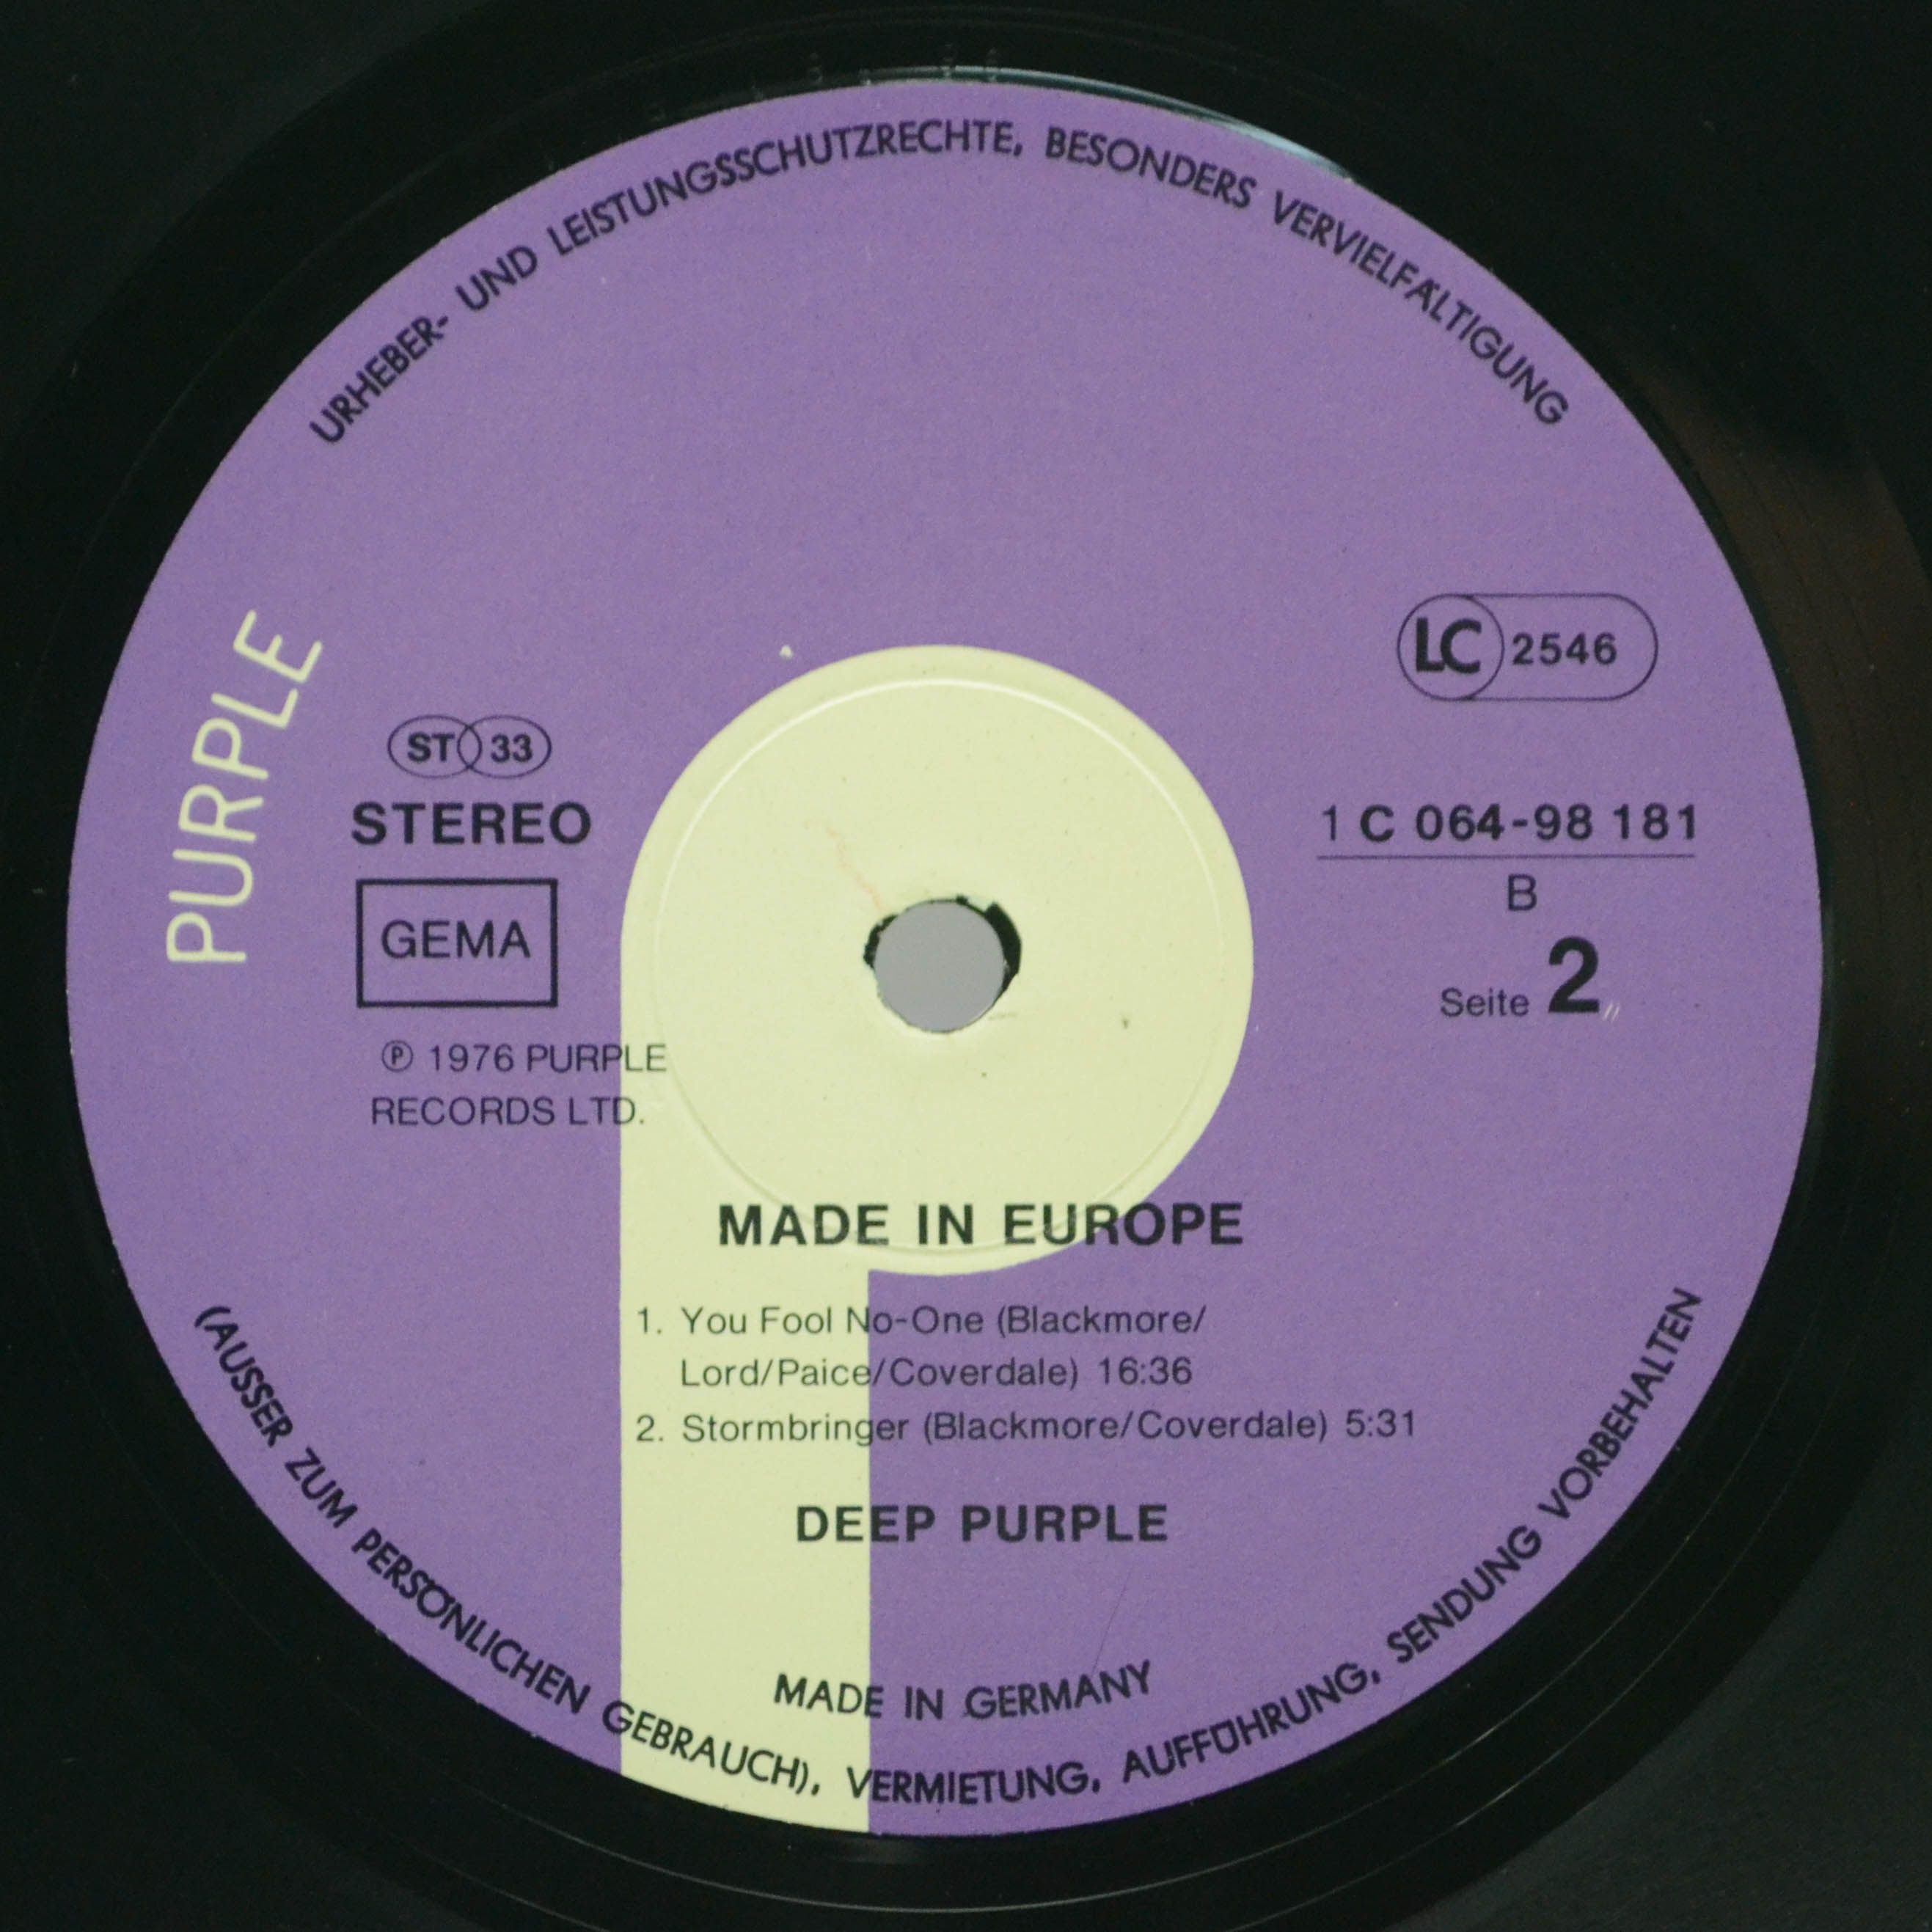 URHEBER- UND LEISTUNGSSCHUTZRECHTE, BESONDERS VERVIELFÄLTIGUNG
PURPLE
LC 2546
ST 33
STEREO
1 C 064-98 181
B
GEMA
Seite 2
℗ 1976 PURPLE
RECORDS LTD.
MADE IN EUROPE
1. You Fool No-One (Blackmore/
Lord/Paice/Coverdale) 16:36
2. Stormbringer (Blackmore/Coverdale) 5:31
DEEP PURPLE
MADE IN GERMANY
(AUSSER ZUM PERSÖNLICHEN GEBRAUCH), VERMIETUNG, AUFFÜHRUNG, SENDUNG VORBEHALTEN